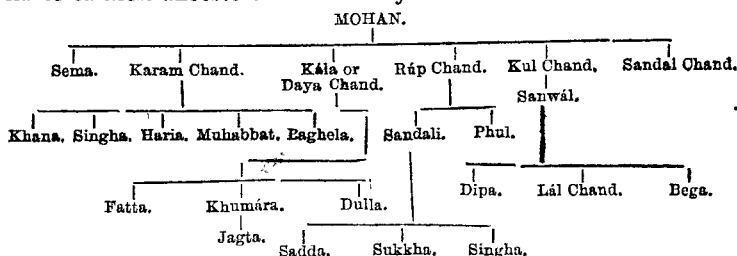 MOHAN.
Sema. Karam Chand. Kála or Ráp Chand. Kul Chand. Sandal Chand.
Daya Chand.
Sanwál.
Khana. Singha. Haria. Muhabbat. Baghela. Sandali. Phul.
Dipa. Lál Chand. Bega.
Fatta. Khumára. Dulla.
Jagta.
Sadda. Sukkha. Singha.